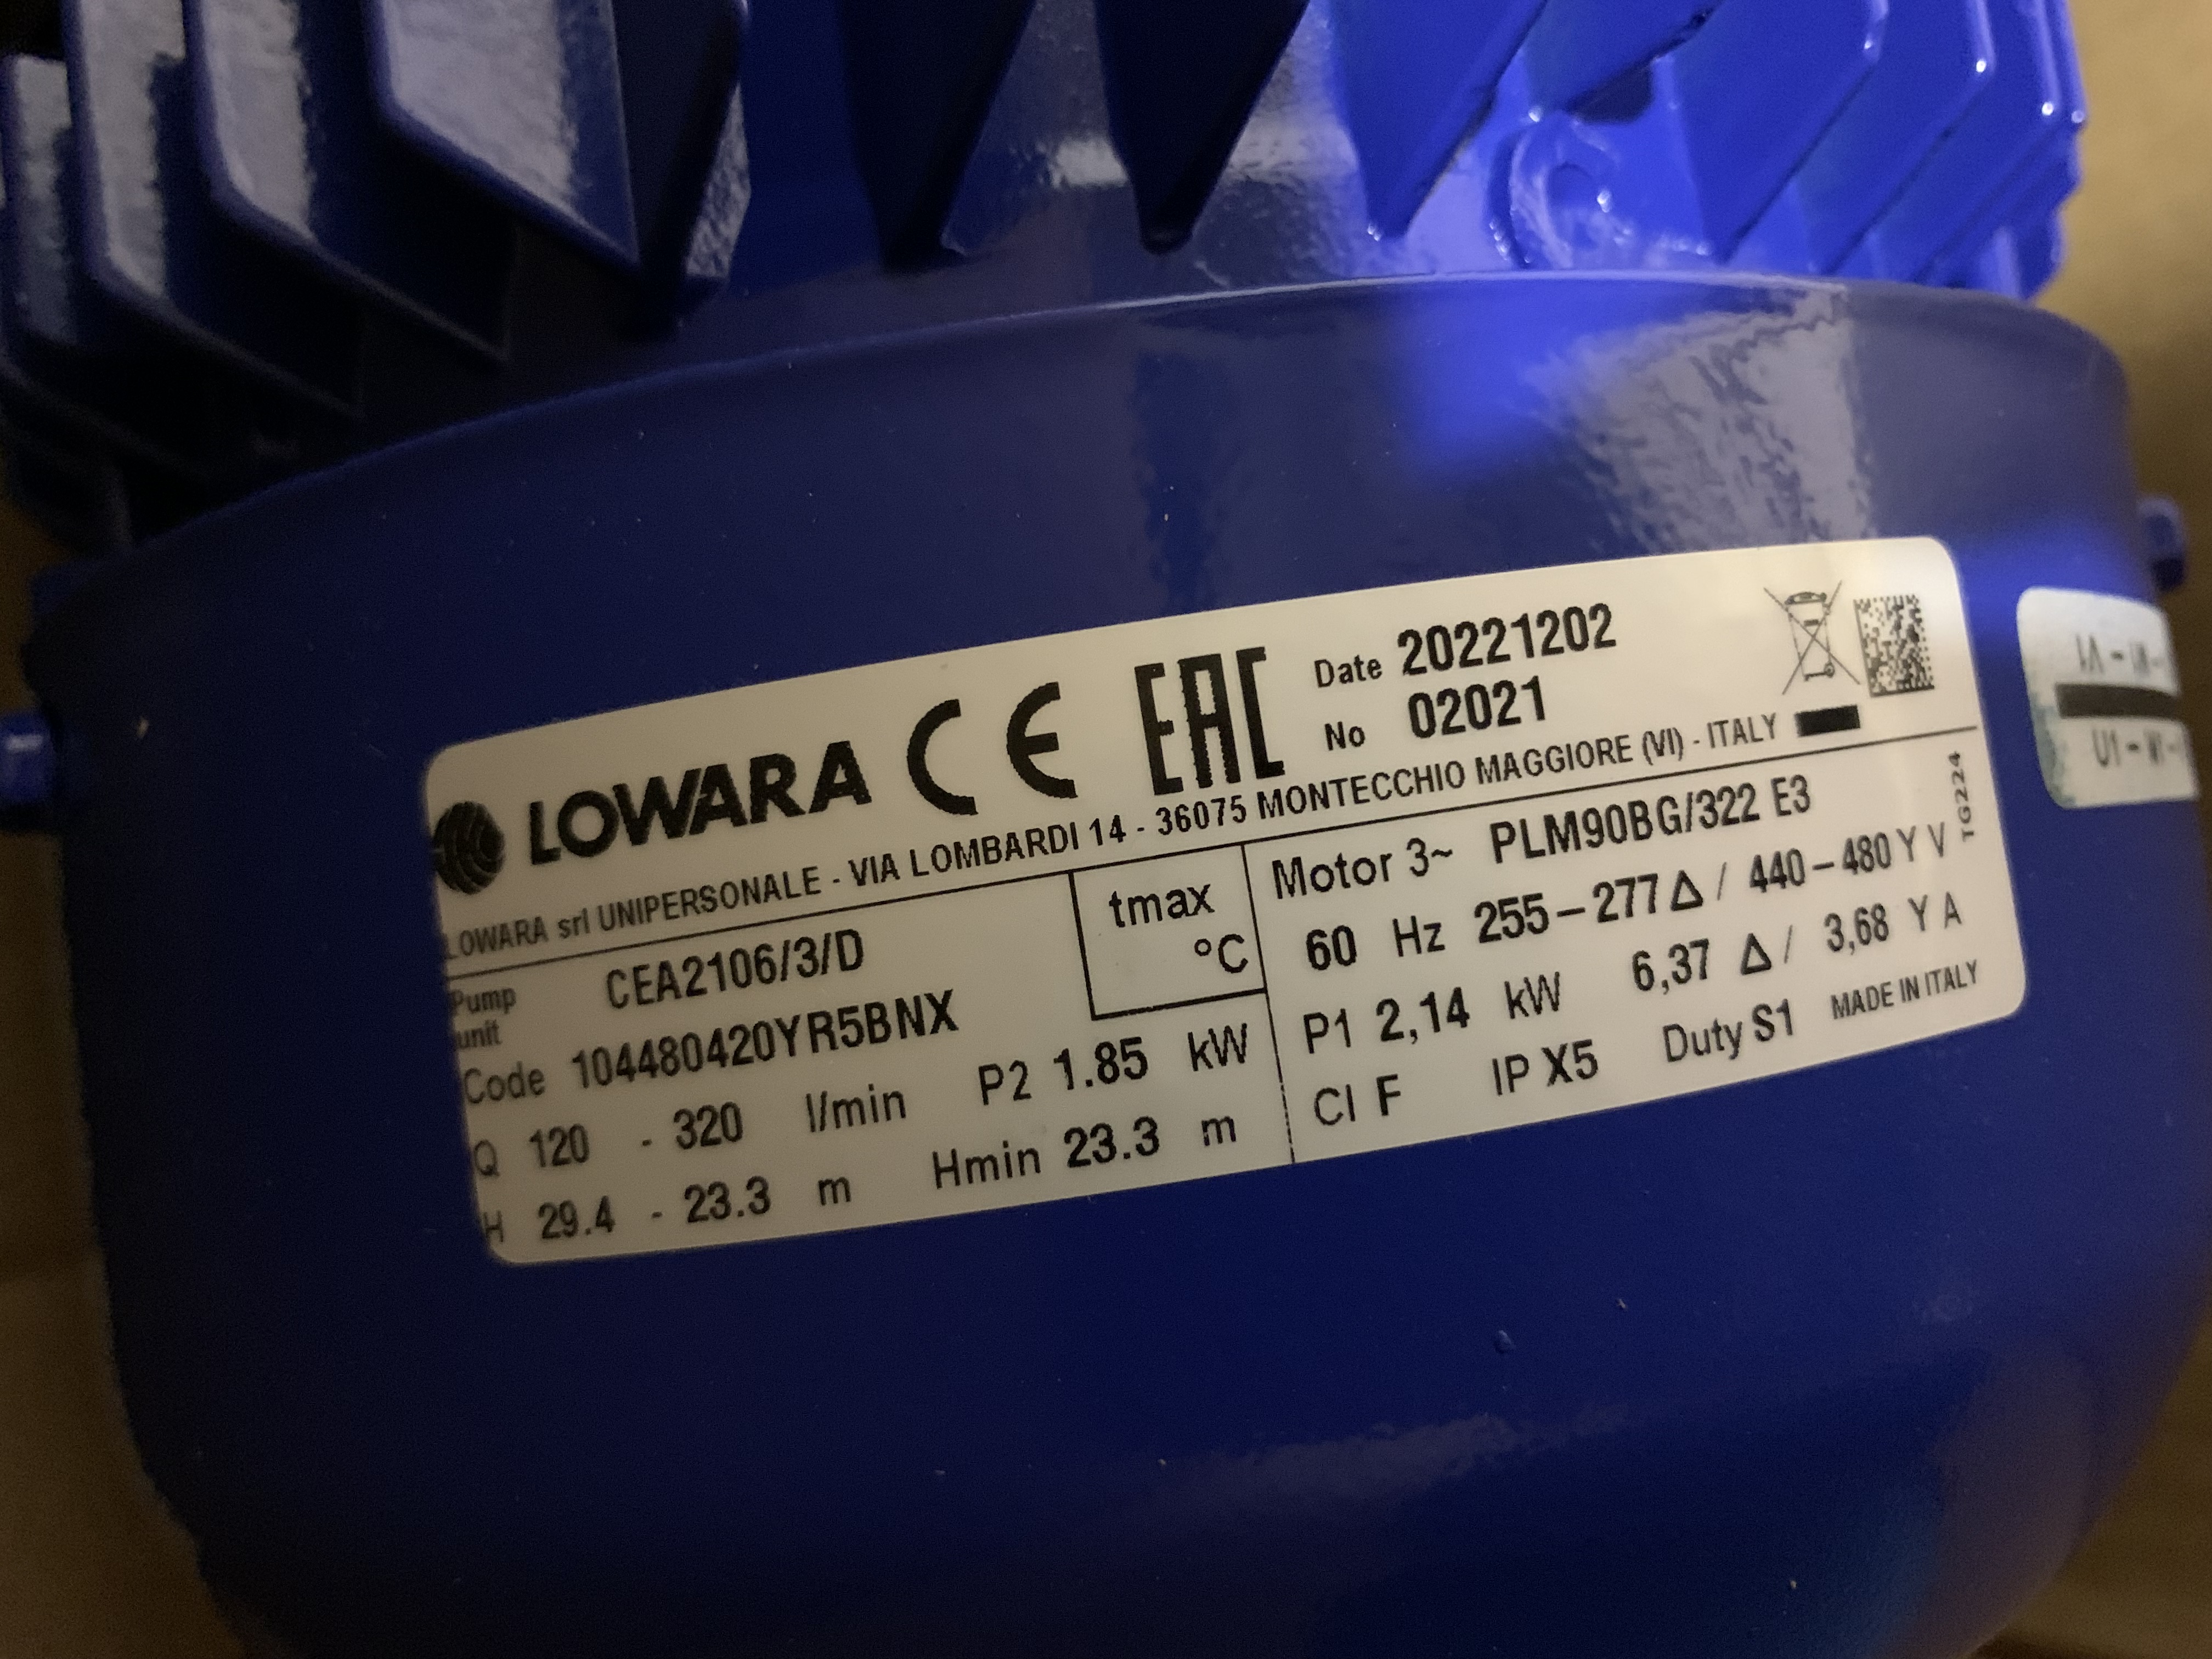 LOWARA CE EAC Date 20221202
No 02021
LOWARA srl UNIPERSONALE - VIA LOMBARDI 14 - 36075 MONTECCHIO MAGGIORE (VI) - ITALY
Pump unit CEA2106/3/D
tmax °C
Code 104480420YR5BNX
Q 120 - 320 l/min P2 1.85 kW
H 29.4 - 23.3 m Hmin 23.3 m
Motor 3~ PLM90BG/322 E3
60 Hz 255-277 Δ / 440-480 Y V
P1 2,14 kW 6,37 Δ / 3,68 Y A
Cl F IP X5 Duty S1 MADE IN ITALY
TG224